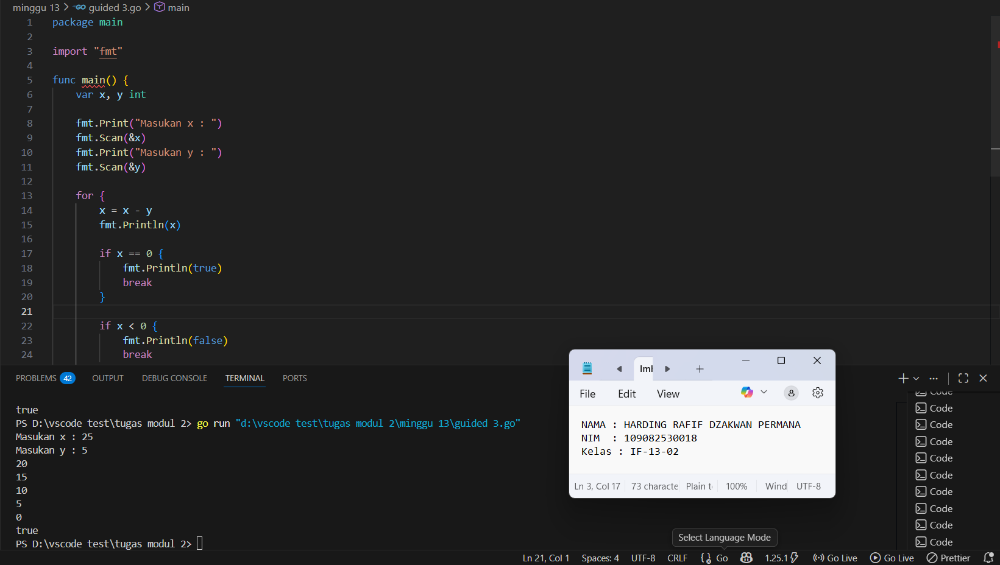 minggu 13 > GO guided 3.go > main
1 package main
2
3 import "fmt"
4
5 func main() {
6 var x, y int
7
8 fmt.Print("Masukan x : ")
9 fmt.Scan(&x)
10 fmt.Print("Masukan y : ")
11 fmt.Scan(&y)
12
13 for {
14 x = x - y
15 fmt.Println(x)
16
17 if x == 0 {
18 fmt.Println(true)
19 break
20 }
21
22 if x < 0 {
23 fmt.Println(false)
24 break
PROBLEMS 42 OUTPUT DEBUG CONSOLE TERMINAL PORTS
true
PS D:\vscode test\tugas modul 2> go run "d:\vscode test\tugas modul 2\minggu 13\guided 3.go"
Masukan x : 25
Masukan y : 5
20
15
10
5
0
true
PS D:\vscode test\tugas modul 2>
File Edit View
NAMA : HARDING RAFIF DZAKWAN PERMANA
NIM : 109082530018
Kelas : IF-13-02
Ln 3, Col 17 73 characte Plain t 100% Wind UTF-8
Code
Code
Code
Code
Code
Code
Code
Code
Code
Code
Select Language Mode
Ln 21, Col 1 Spaces: 4 UTF-8 CRLF {} Go 1.25.1 Go Live Go Live Prettier